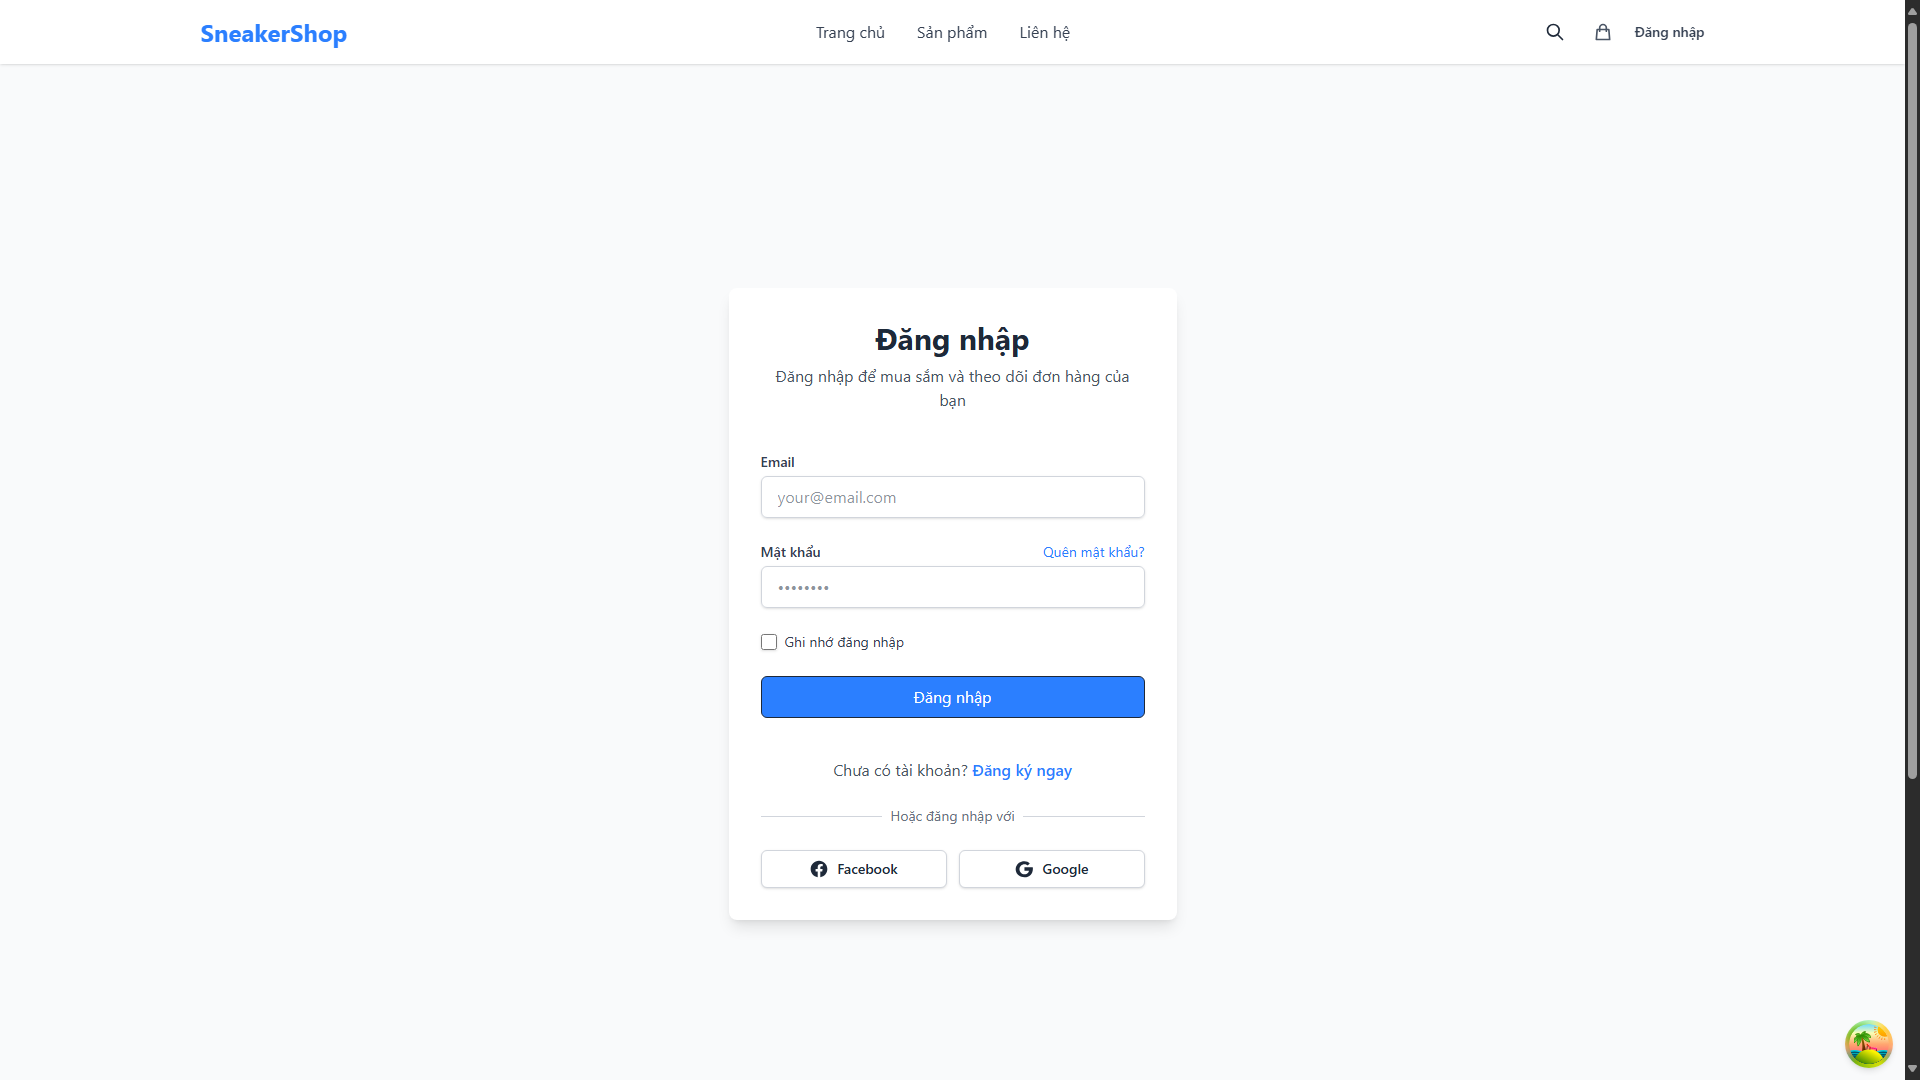 SneakerShop
Trang chủ
Sản phẩm
Liên hệ
Đăng nhập
Đăng nhập
Đăng nhập để mua sắm và theo dõi đơn hàng của
bạn
Email
your@email.com
Mật khẩu
Quên mật khẩu?
••••••••
Ghi nhớ đăng nhập
Đăng nhập
Chưa có tài khoản? Đăng ký ngay
Hoặc đăng nhập với
Facebook
Google